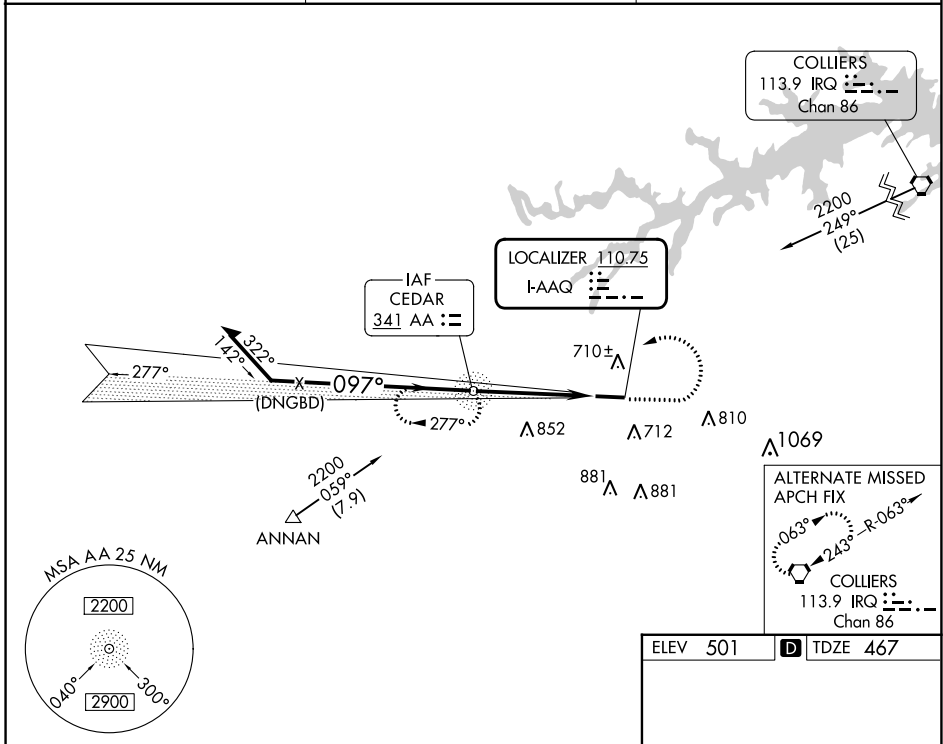 COLLIERS
113.9 IRQ
Chan 86
2200
249°
(25)
LOCALIZER 110.75
I-AAQ
IAF
CEDAR
341 AA
710±
322°
142°
277°
X
097°
(DNGBD)
277°
852
712
810
1069
881
881
2200
059°
(7.9)
ANNAN
ALTERNATE MISSED
APCH FIX
063°
243°
R-063°
COLLIERS
113.9 IRQ
Chan 86
MSA AA 25 NM
2200
040°
300°
2900
ELEV 501 D TDZE 467